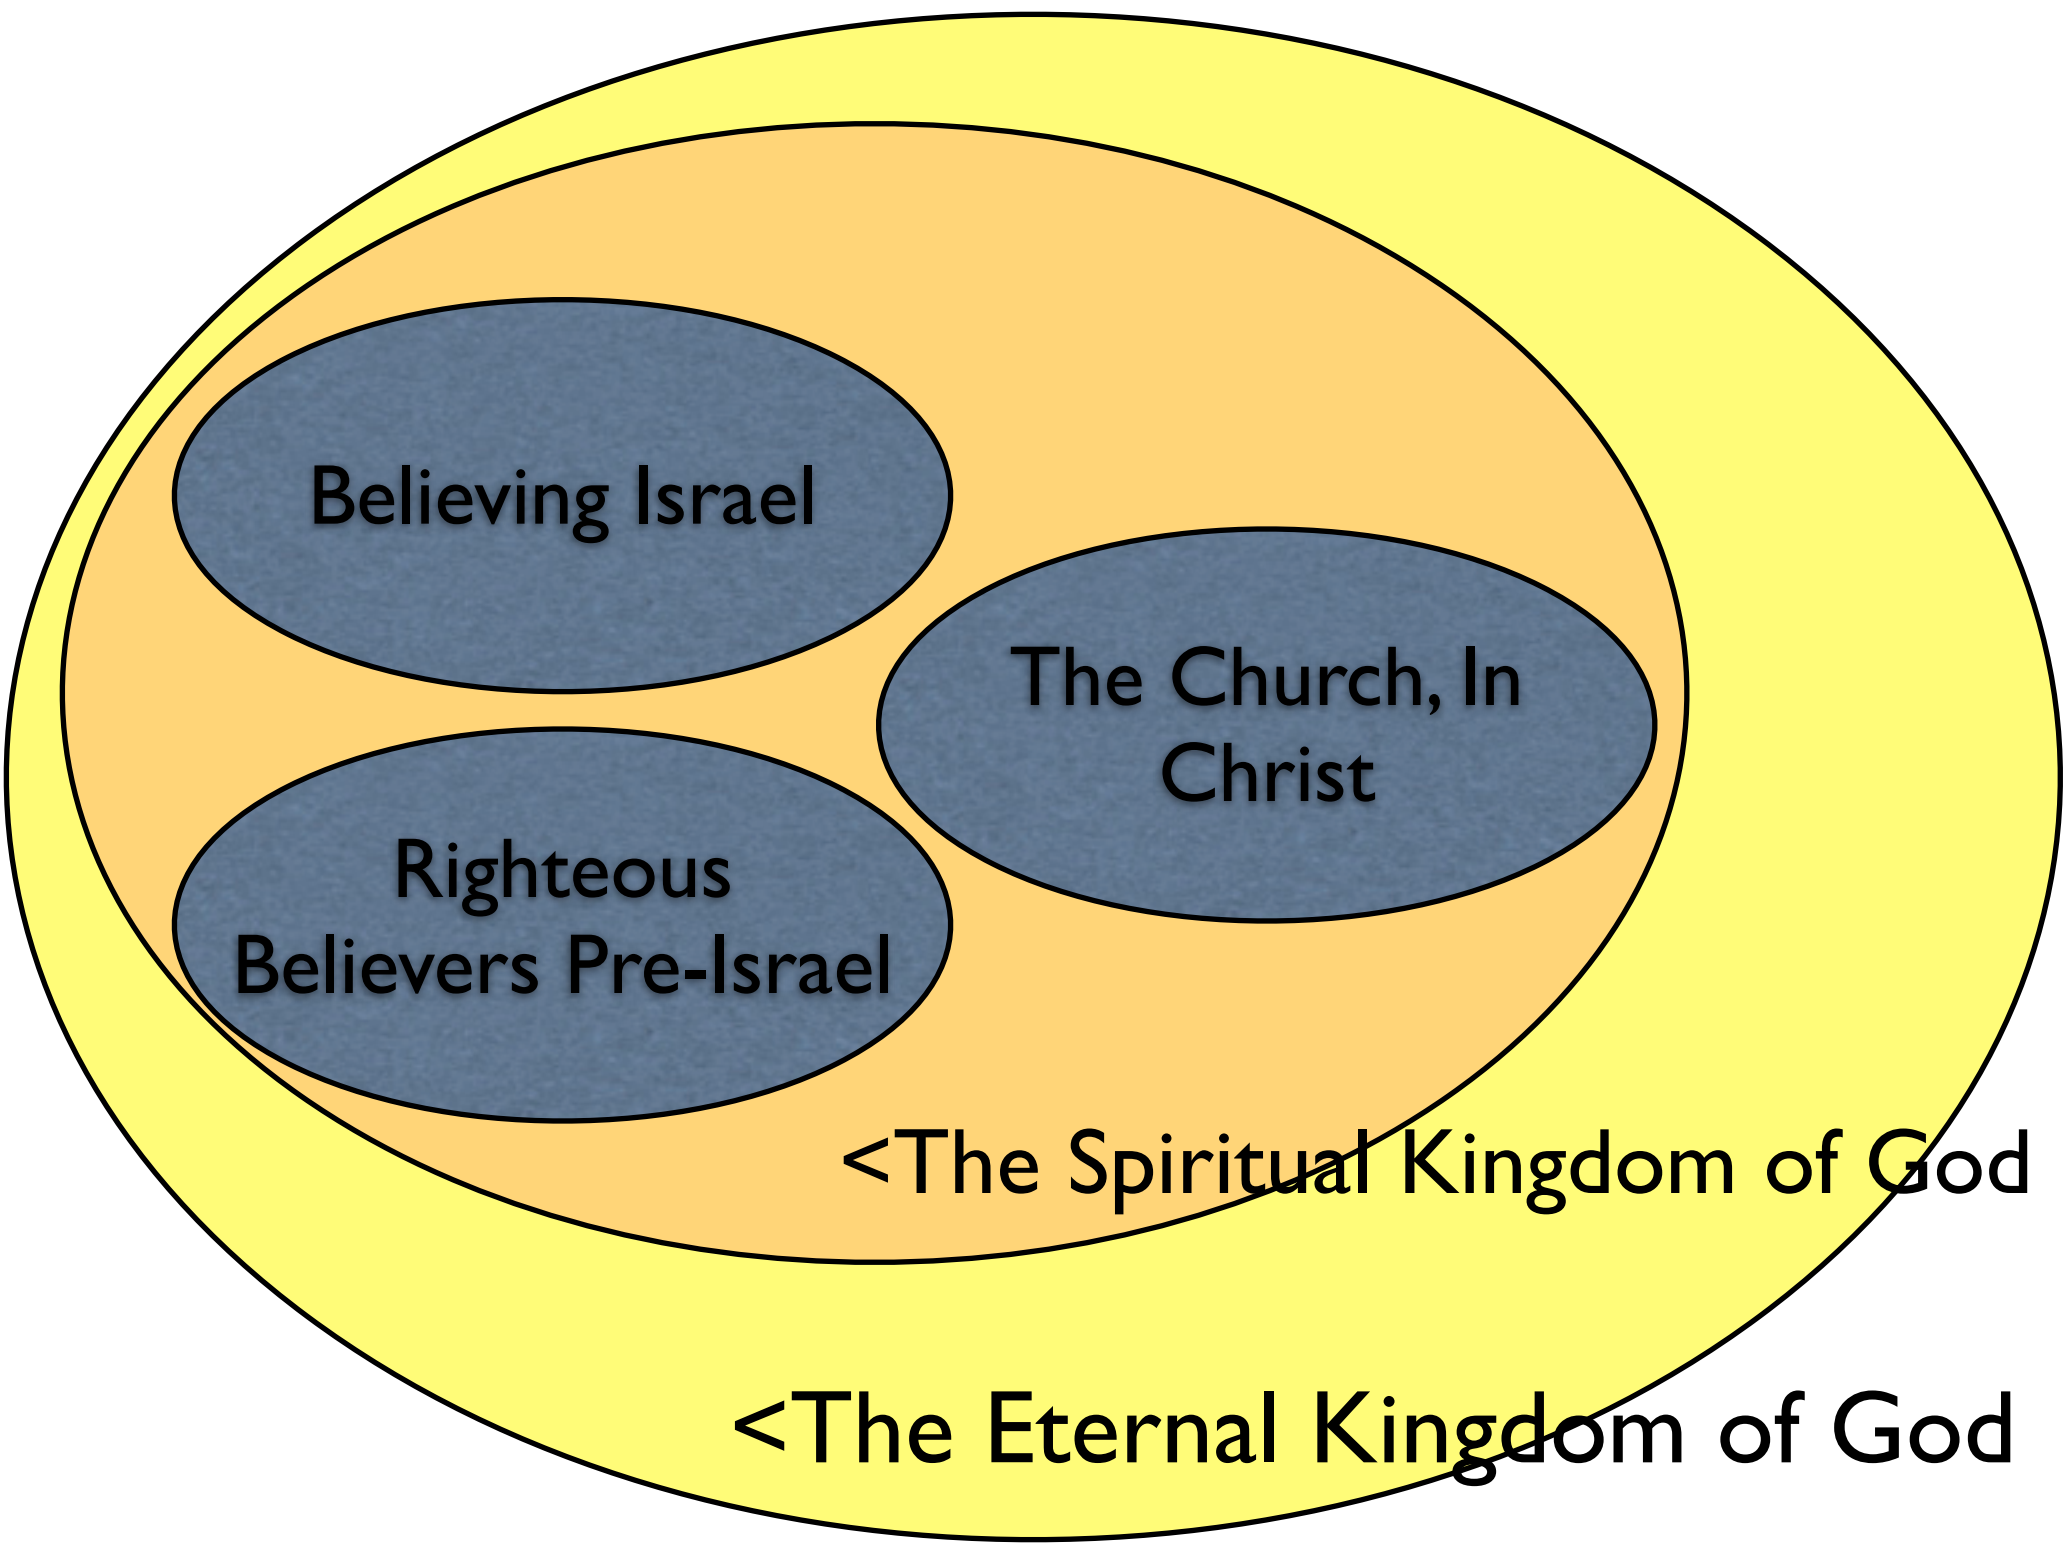 Believing Israel
The Church, In
Christ
Righteous
Believers Pre-Israel
<The Spiritual Kingdom of God
<The Eternal Kingdom of God